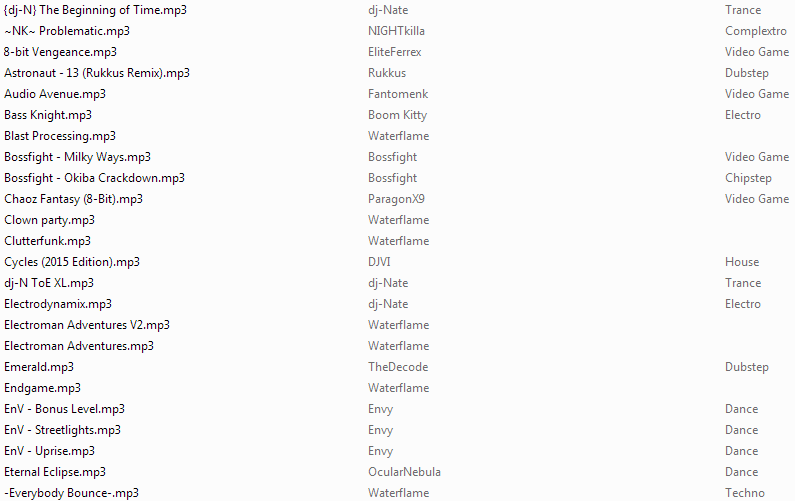 {dj-N} The Beginning of Time.mp3 dj-Nate Trance
~NK~ Problematic.mp3 NIGHTkilla Complextro
8-bit Vengeance.mp3 EliteFerrex Video Game
Astronaut - 13 (Rukkus Remix).mp3 Rukkus Dubstep
Audio Avenue.mp3 Fantomenk Video Game
Bass Knight.mp3 Boom Kitty Electro
Blast Processing.mp3 Waterflame
Bossfight - Milky Ways.mp3 Bossfight Video Game
Bossfight - Okiba Crackdown.mp3 Bossfight Chipstep
Chaoz Fantasy (8-Bit).mp3 ParagonX9 Video Game
Clown party.mp3 Waterflame
Clutterfunk.mp3 Waterflame
Cycles (2015 Edition).mp3 DJVI House
dj-N ToE XL.mp3 dj-Nate Trance
Electrodynamix.mp3 dj-Nate Electro
Electroman Adventures V2.mp3 Waterflame
Electroman Adventures.mp3 Waterflame
Emerald.mp3 TheDecode Dubstep
Endgame.mp3 Waterflame
EnV - Bonus Level.mp3 Envy Dance
EnV - Streetlights.mp3 Envy Dance
EnV - Uprise.mp3 Envy Dance
Eternal Eclipse.mp3 OcularNebula Dance
-Everybody Bounce-.mp3 Waterflame Techno